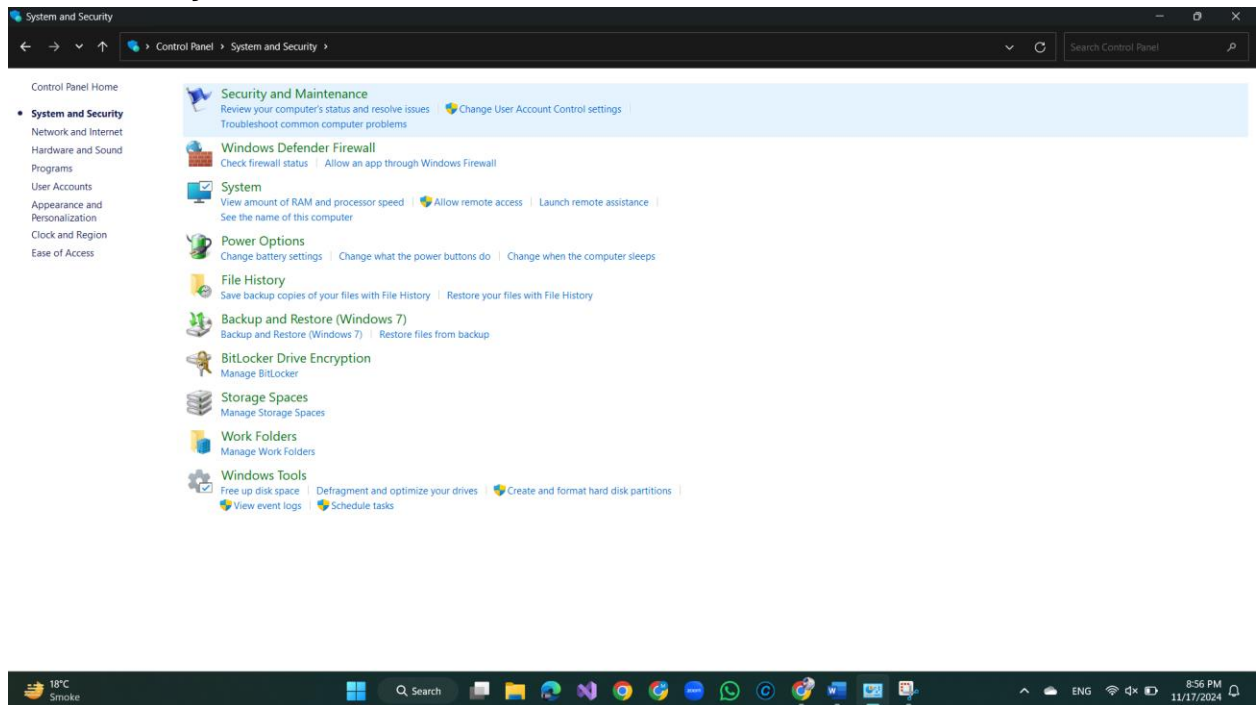 System and Security
Control Panel › System and Security ›
Search Control Panel
Control Panel Home
System and Security
Network and Internet
Hardware and Sound
Programs
User Accounts
Appearance and
Personalization
Clock and Region
Ease of Access
Security and Maintenance
Review your computer's status and resolve issues | Change User Account Control settings
Troubleshoot common computer problems
Windows Defender Firewall
Check firewall status | Allow an app through Windows Firewall
System
View amount of RAM and processor speed | Allow remote access | Launch remote assistance
See the name of this computer
Power Options
Change battery settings | Change what the power buttons do | Change when the computer sleeps
File History
Save backup copies of your files with File History | Restore your files with File History
Backup and Restore (Windows 7)
Backup and Restore (Windows 7) | Restore files from backup
BitLocker Drive Encryption
Manage BitLocker
Storage Spaces
Manage Storage Spaces
Work Folders
Manage Work Folders
Windows Tools
Free up disk space | Defragment and optimize your drives | Create and format hard disk partitions
View event logs | Schedule tasks
18°C
Smoke
Search
ENG
8:56 PM
11/17/2024